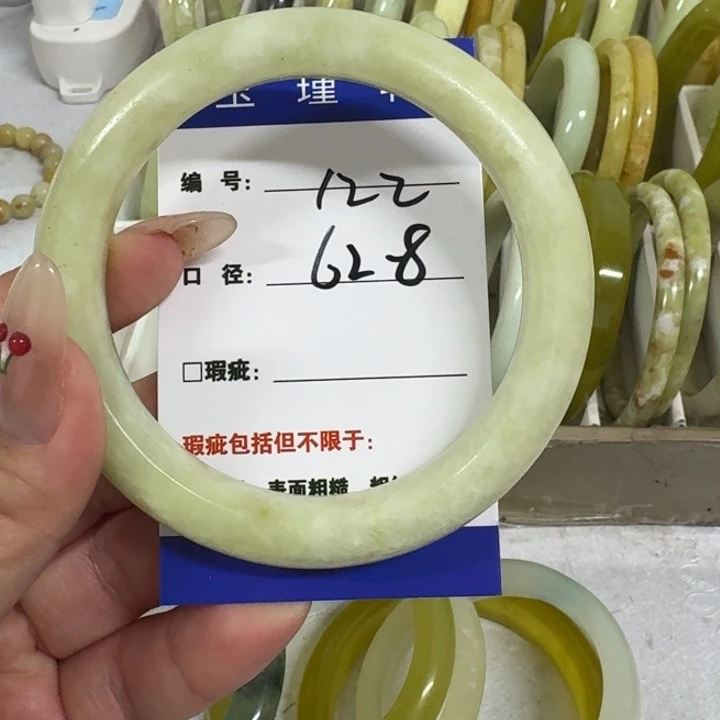 编 号： 122
口 径： 62-8
□瑕疵：
瑕疵包括但不限于：
表面粗糙